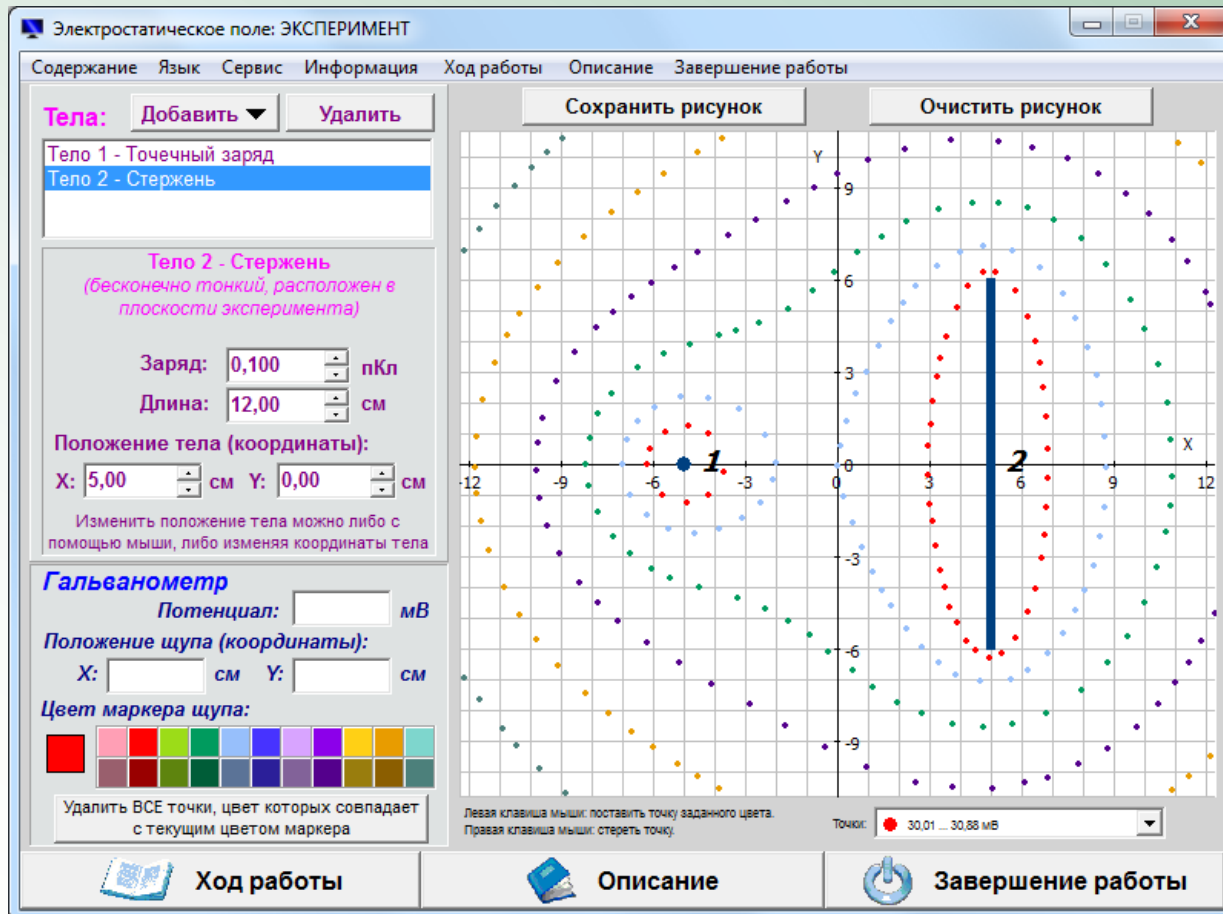 Электростатическое поле: ЭКСПЕРИМЕНТ
Содержание Язык Сервис Информация Ход работы Описание Завершение работы
Тела: Добавить Удалить
Тело 1 - Точечный заряд
Тело 2 - Стержень
Тело 2 - Стержень
(бесконечно тонкий, расположен в
плоскости эксперимента)
Заряд: 0,100 пКл
Длина: 12,00 см
Положение тела (координаты):
X: 5,00 см Y: 0,00 см
Изменить положение тела можно либо с
помощью мыши, либо изменяя координаты тела
Гальванометр
Потенциал: мВ
Положение щупа (координаты):
X: см Y: см
Цвет маркера щупа:
Удалить ВСЕ точки, цвет которых совпадает
с текущим цветом маркера
Сохранить рисунок Очистить рисунок
Y
9
6
3
1 2
X
-12 -9 -6 -3 0 3 6 9 12
-3
-6
-9
Левая клавиша мыши: поставить точку заданного цвета.
Правая клавиша мыши: стереть точку.
Точки: 30,01 ... 30,88 мВ
Ход работы Описание Завершение работы